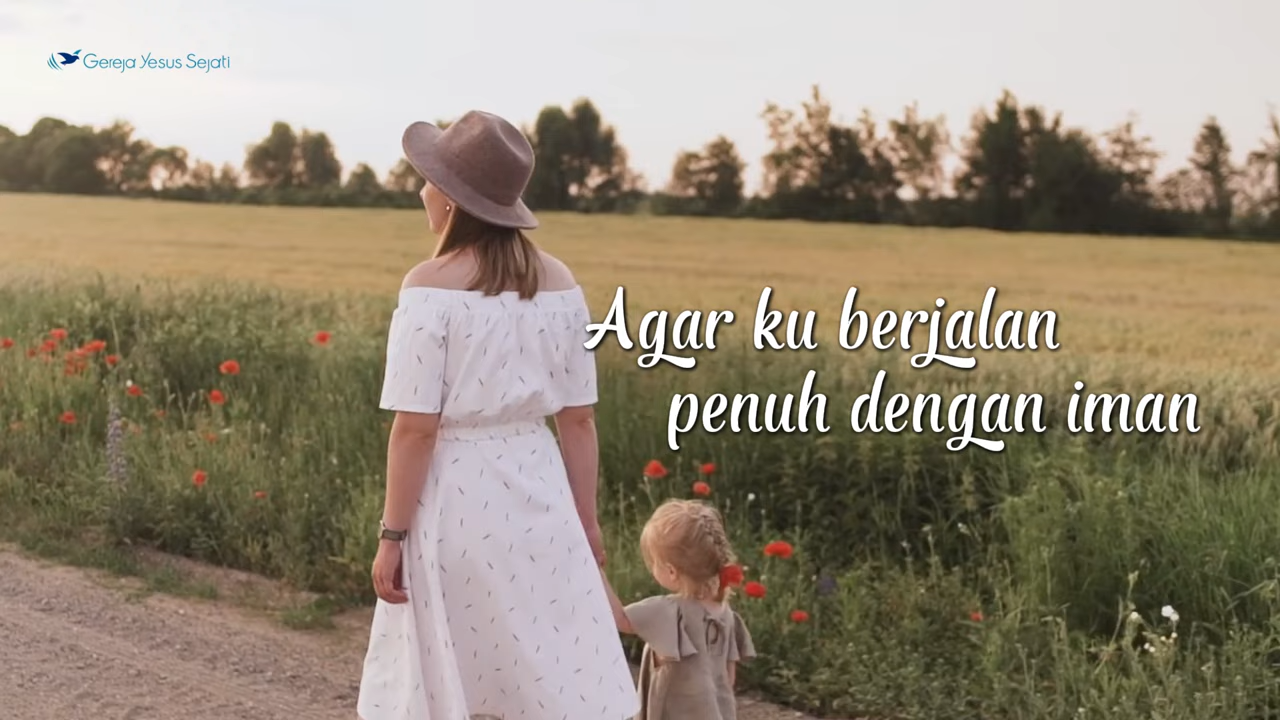 Gereja Yesus Sejati
Agar ku berjalan
penuh dengan iman